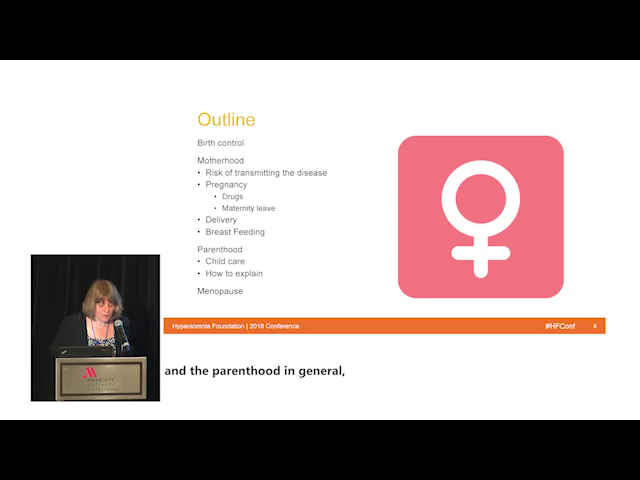 Outline
Birth control
Motherhood
• Risk of transmitting the disease
• Pregnancy
• Drugs
• Maternity leave
• Delivery
• Breast Feeding
Parenthood
• Child care
• How to explain
Menopause
Hypersomnia Foundation | 2018 Conference #HFConf 6
and the parenthood in general,